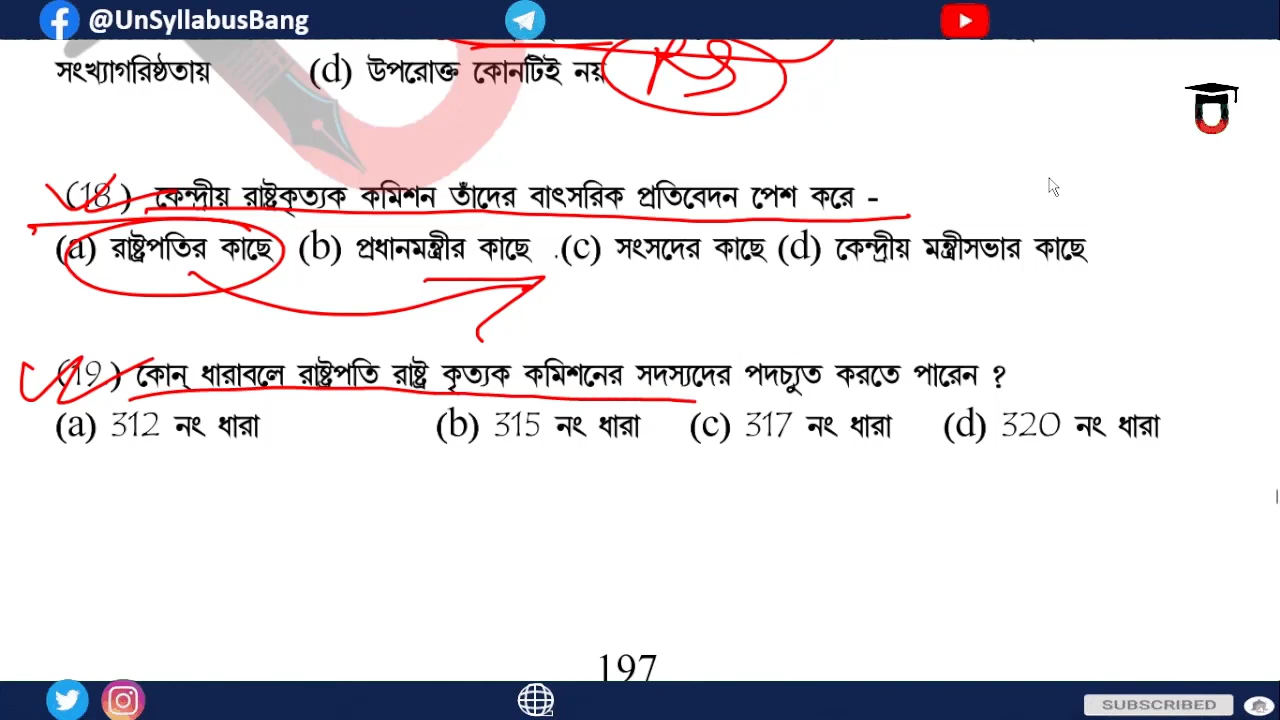 @UnSyllabusBang
সংখ্যাগরিষ্ঠতায় (d) উপরোক্ত কোনটিই নয়
(18) কেন্দ্রীয় রাষ্ট্রকৃত্যক কমিশন তাঁদের বাৎসরিক প্রতিবেদন পেশ করে -
(a) রাষ্ট্রপতির কাছে (b) প্রধানমন্ত্রীর কাছে .(c) সংসদের কাছে (d) কেন্দ্রীয় মন্ত্রীসভার কাছে
(19) কোন্ ধারাবলে রাষ্ট্রপতি রাষ্ট্র কৃত্যক কমিশনের সদস্যদের পদচ্যুত করতে পারেন ?
(a) 312 নং ধারা (b) 315 নং ধারা (c) 317 নং ধারা (d) 320 নং ধারা
197
SUBSCRIBED